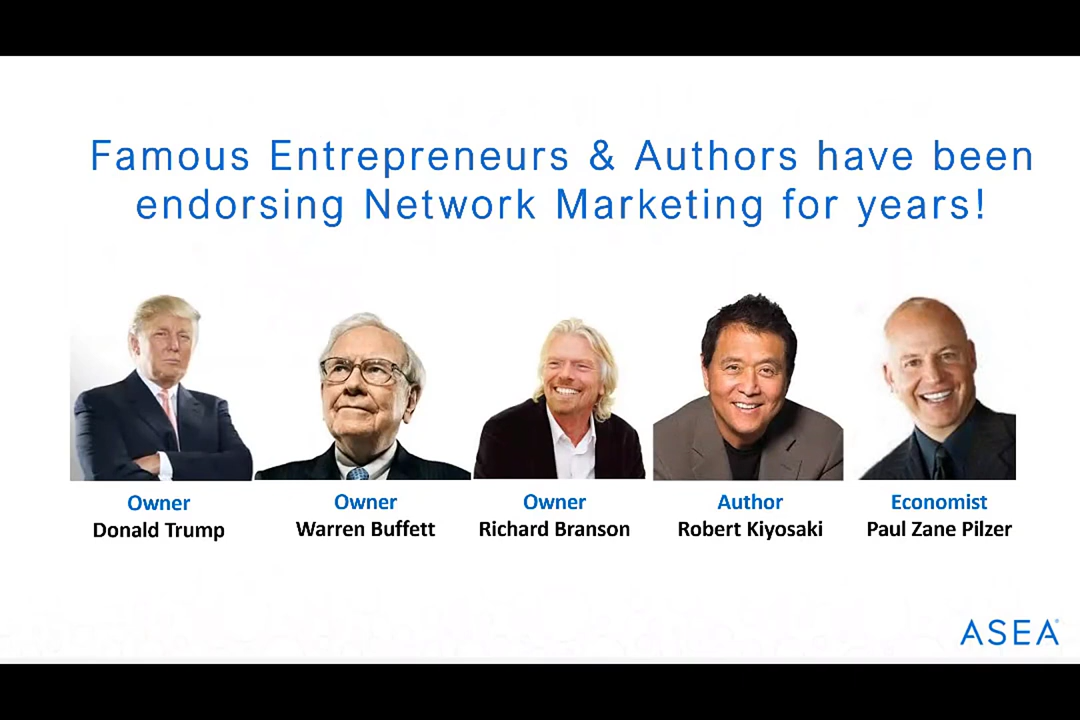 Famous Entrepreneurs & Authors have been
endorsing Network Marketing for years!
Owner
Donald Trump
Owner
Warren Buffett
Owner
Richard Branson
Author
Robert Kiyosaki
Economist
Paul Zane Pilzer
ASEA